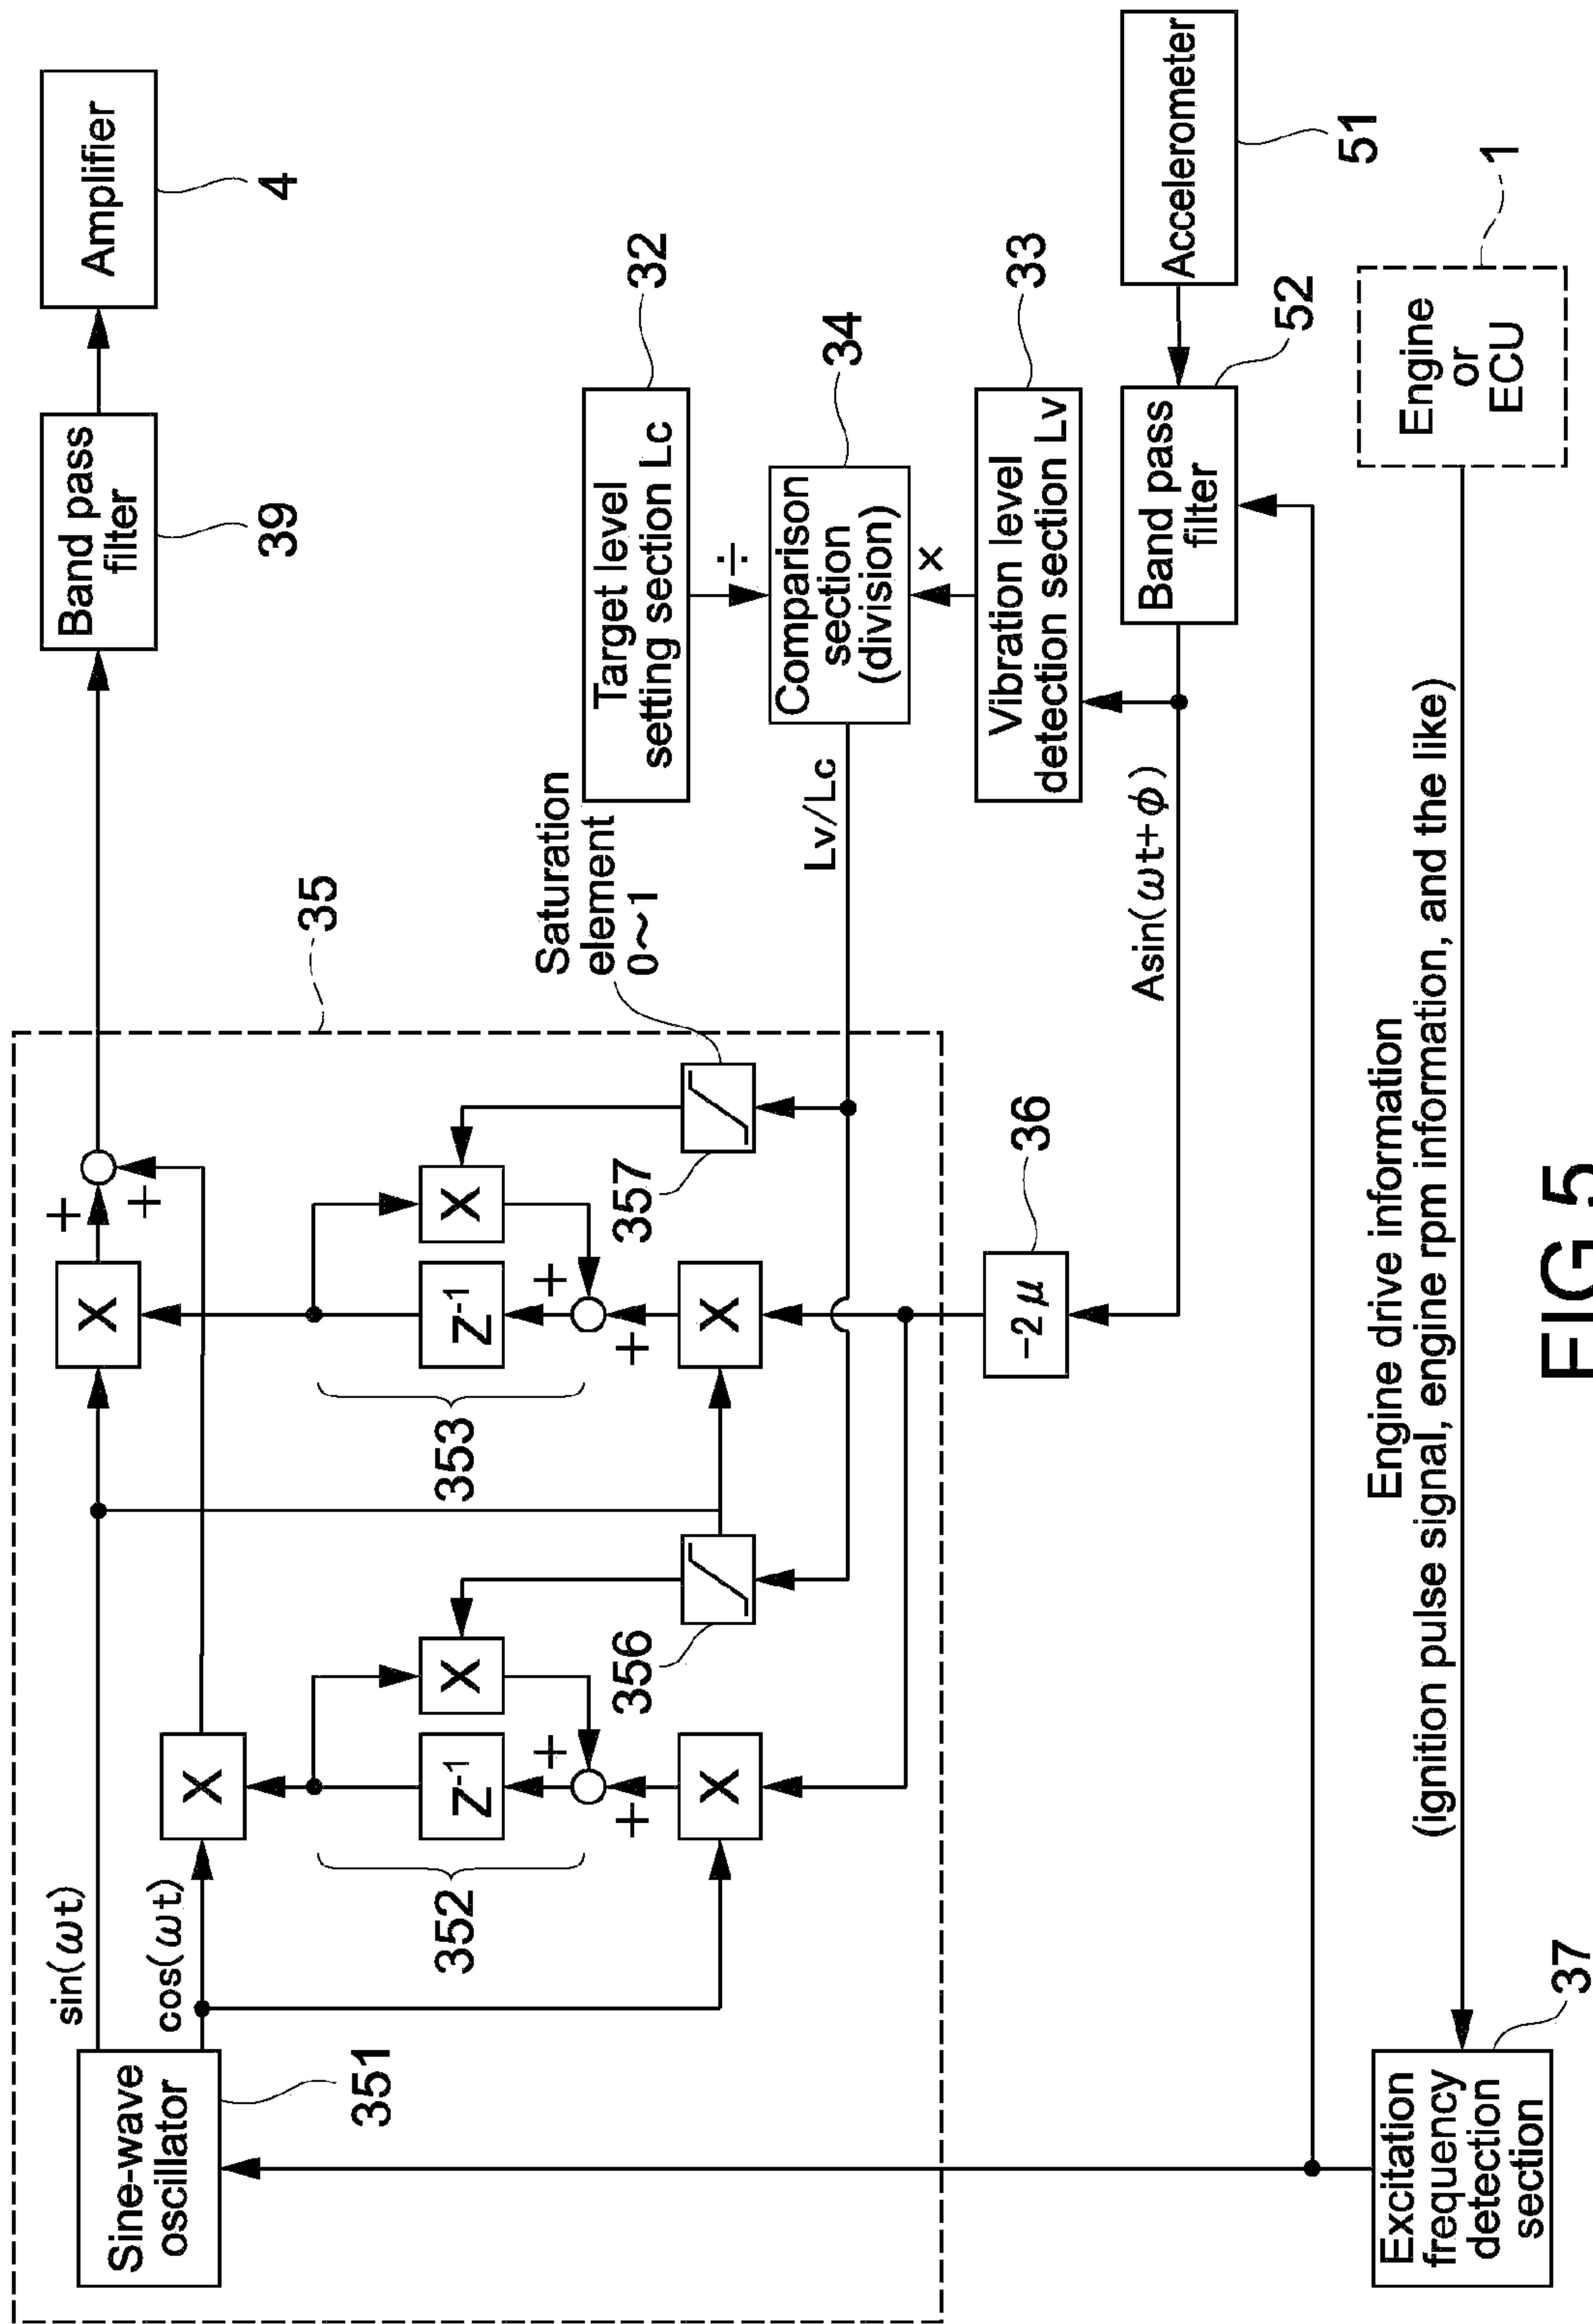 35
Sine-wave
oscillator
351
sin(ωt)
cos(ωt)
X
X
+
+
Band pass
filter
39
Amplifier
4
352
Z⁻¹
X
+
+
X
356
353
Z⁻¹
X
+
+
X
357
Saturation
element
0~1
Target level
setting section Lc
32
÷
Comparison
section
(division)
34
Lv/Lc
×
Vibration level
detection section Lv
33
-2μ
36
Asin(ωt+φ)
Band pass
filter
52
Accelerometer
51
Excitation
frequency
detection
section
37
Engine drive information
(ignition pulse signal, engine rpm information, and the like)
Engine
or
ECU
1